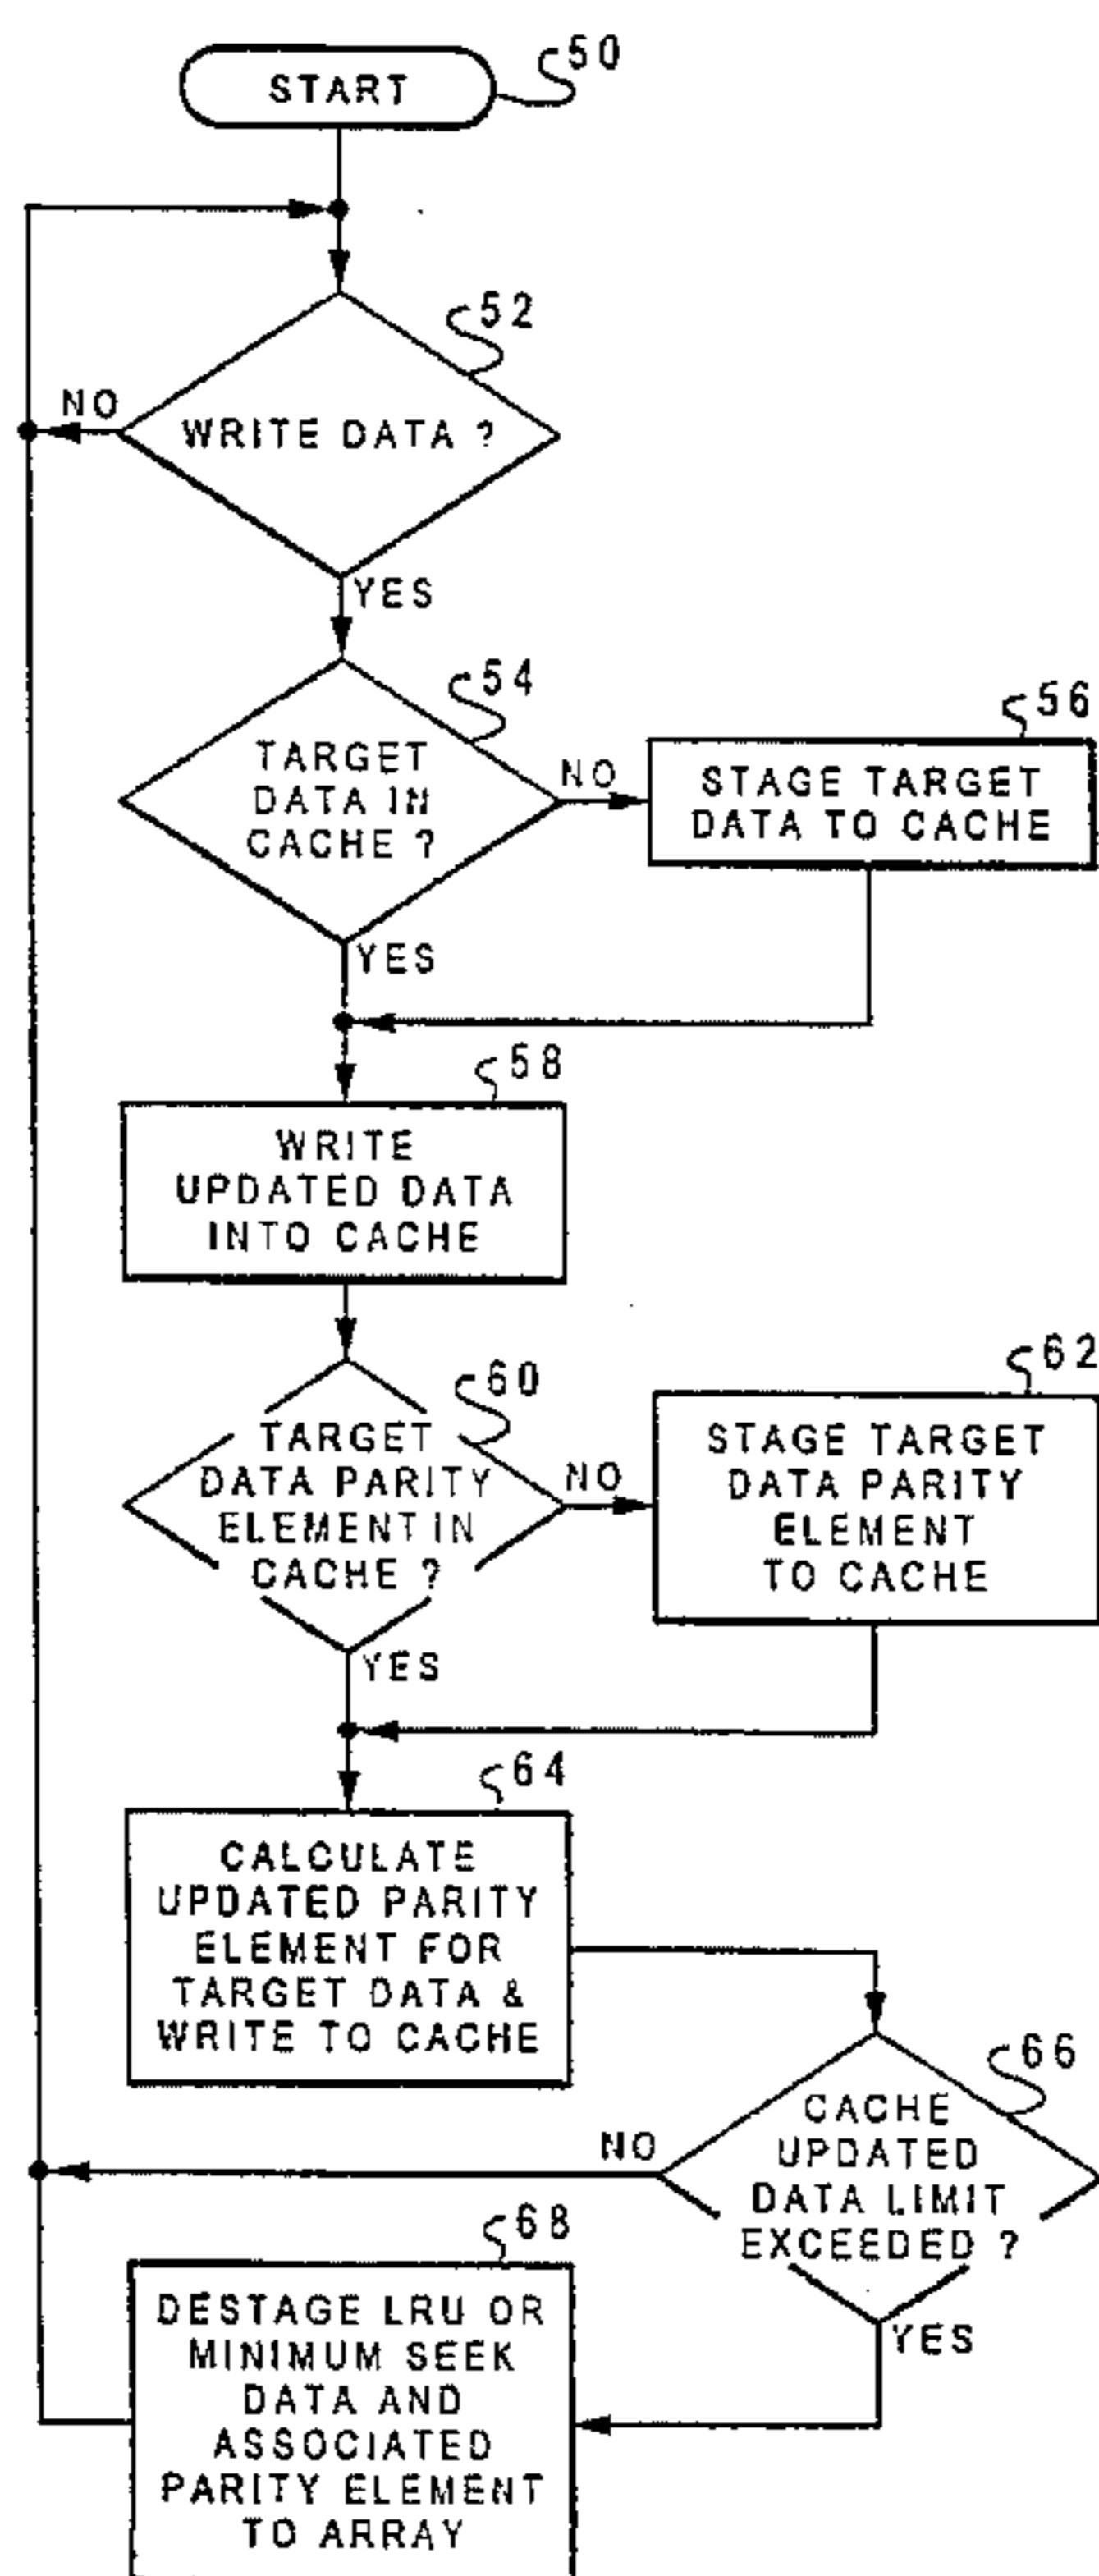 START
50
52
NO
WRITE DATA ?
YES
54
TARGET
DATA IN
CACHE ?
NO
56
STAGE TARGET
DATA TO CACHE
YES
58
WRITE
UPDATED DATA
INTO CACHE
60
TARGET
DATA PARITY
ELEMENT IN
CACHE ?
NO
62
STAGE TARGET
DATA PARITY
ELEMENT
TO CACHE
YES
64
CALCULATE
UPDATED PARITY
ELEMENT FOR
TARGET DATA &
WRITE TO CACHE
66
NO
CACHE
UPDATED
DATA LIMIT
EXCEEDED ?
YES
68
DESTAGE LRU OR
MINIMUM SEEK
DATA AND
ASSOCIATED
PARITY ELEMENT
TO ARRAY